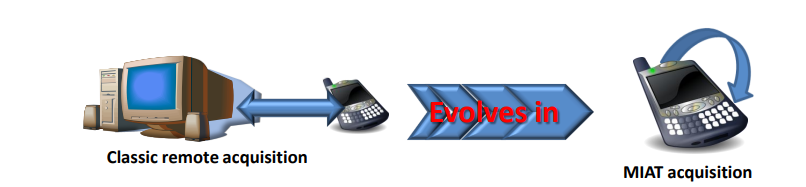 Classic remote acquisition
Evolves in
MIAT acquisition